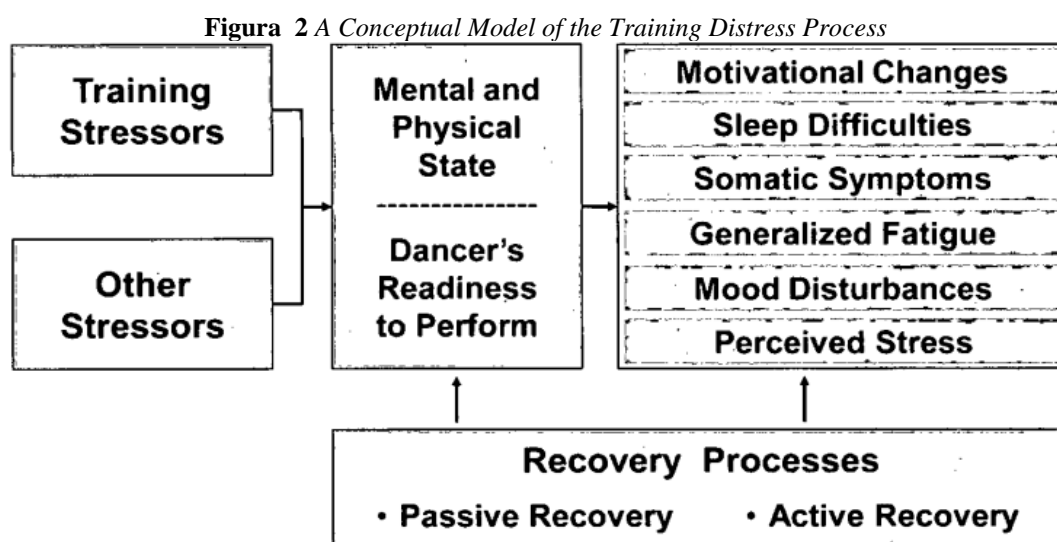 Figura 2 A Conceptual Model of the Training Distress Process
Training
Stressors
Other
Stressors
Mental and
Physical
State
Dancer's
Readiness
to Perform
Motivational Changes
Sleep Difficulties
Somatic Symptoms
Generalized Fatigue
Mood Disturbances
Perceived Stress
Recovery Processes
• Passive Recovery
• Active Recovery